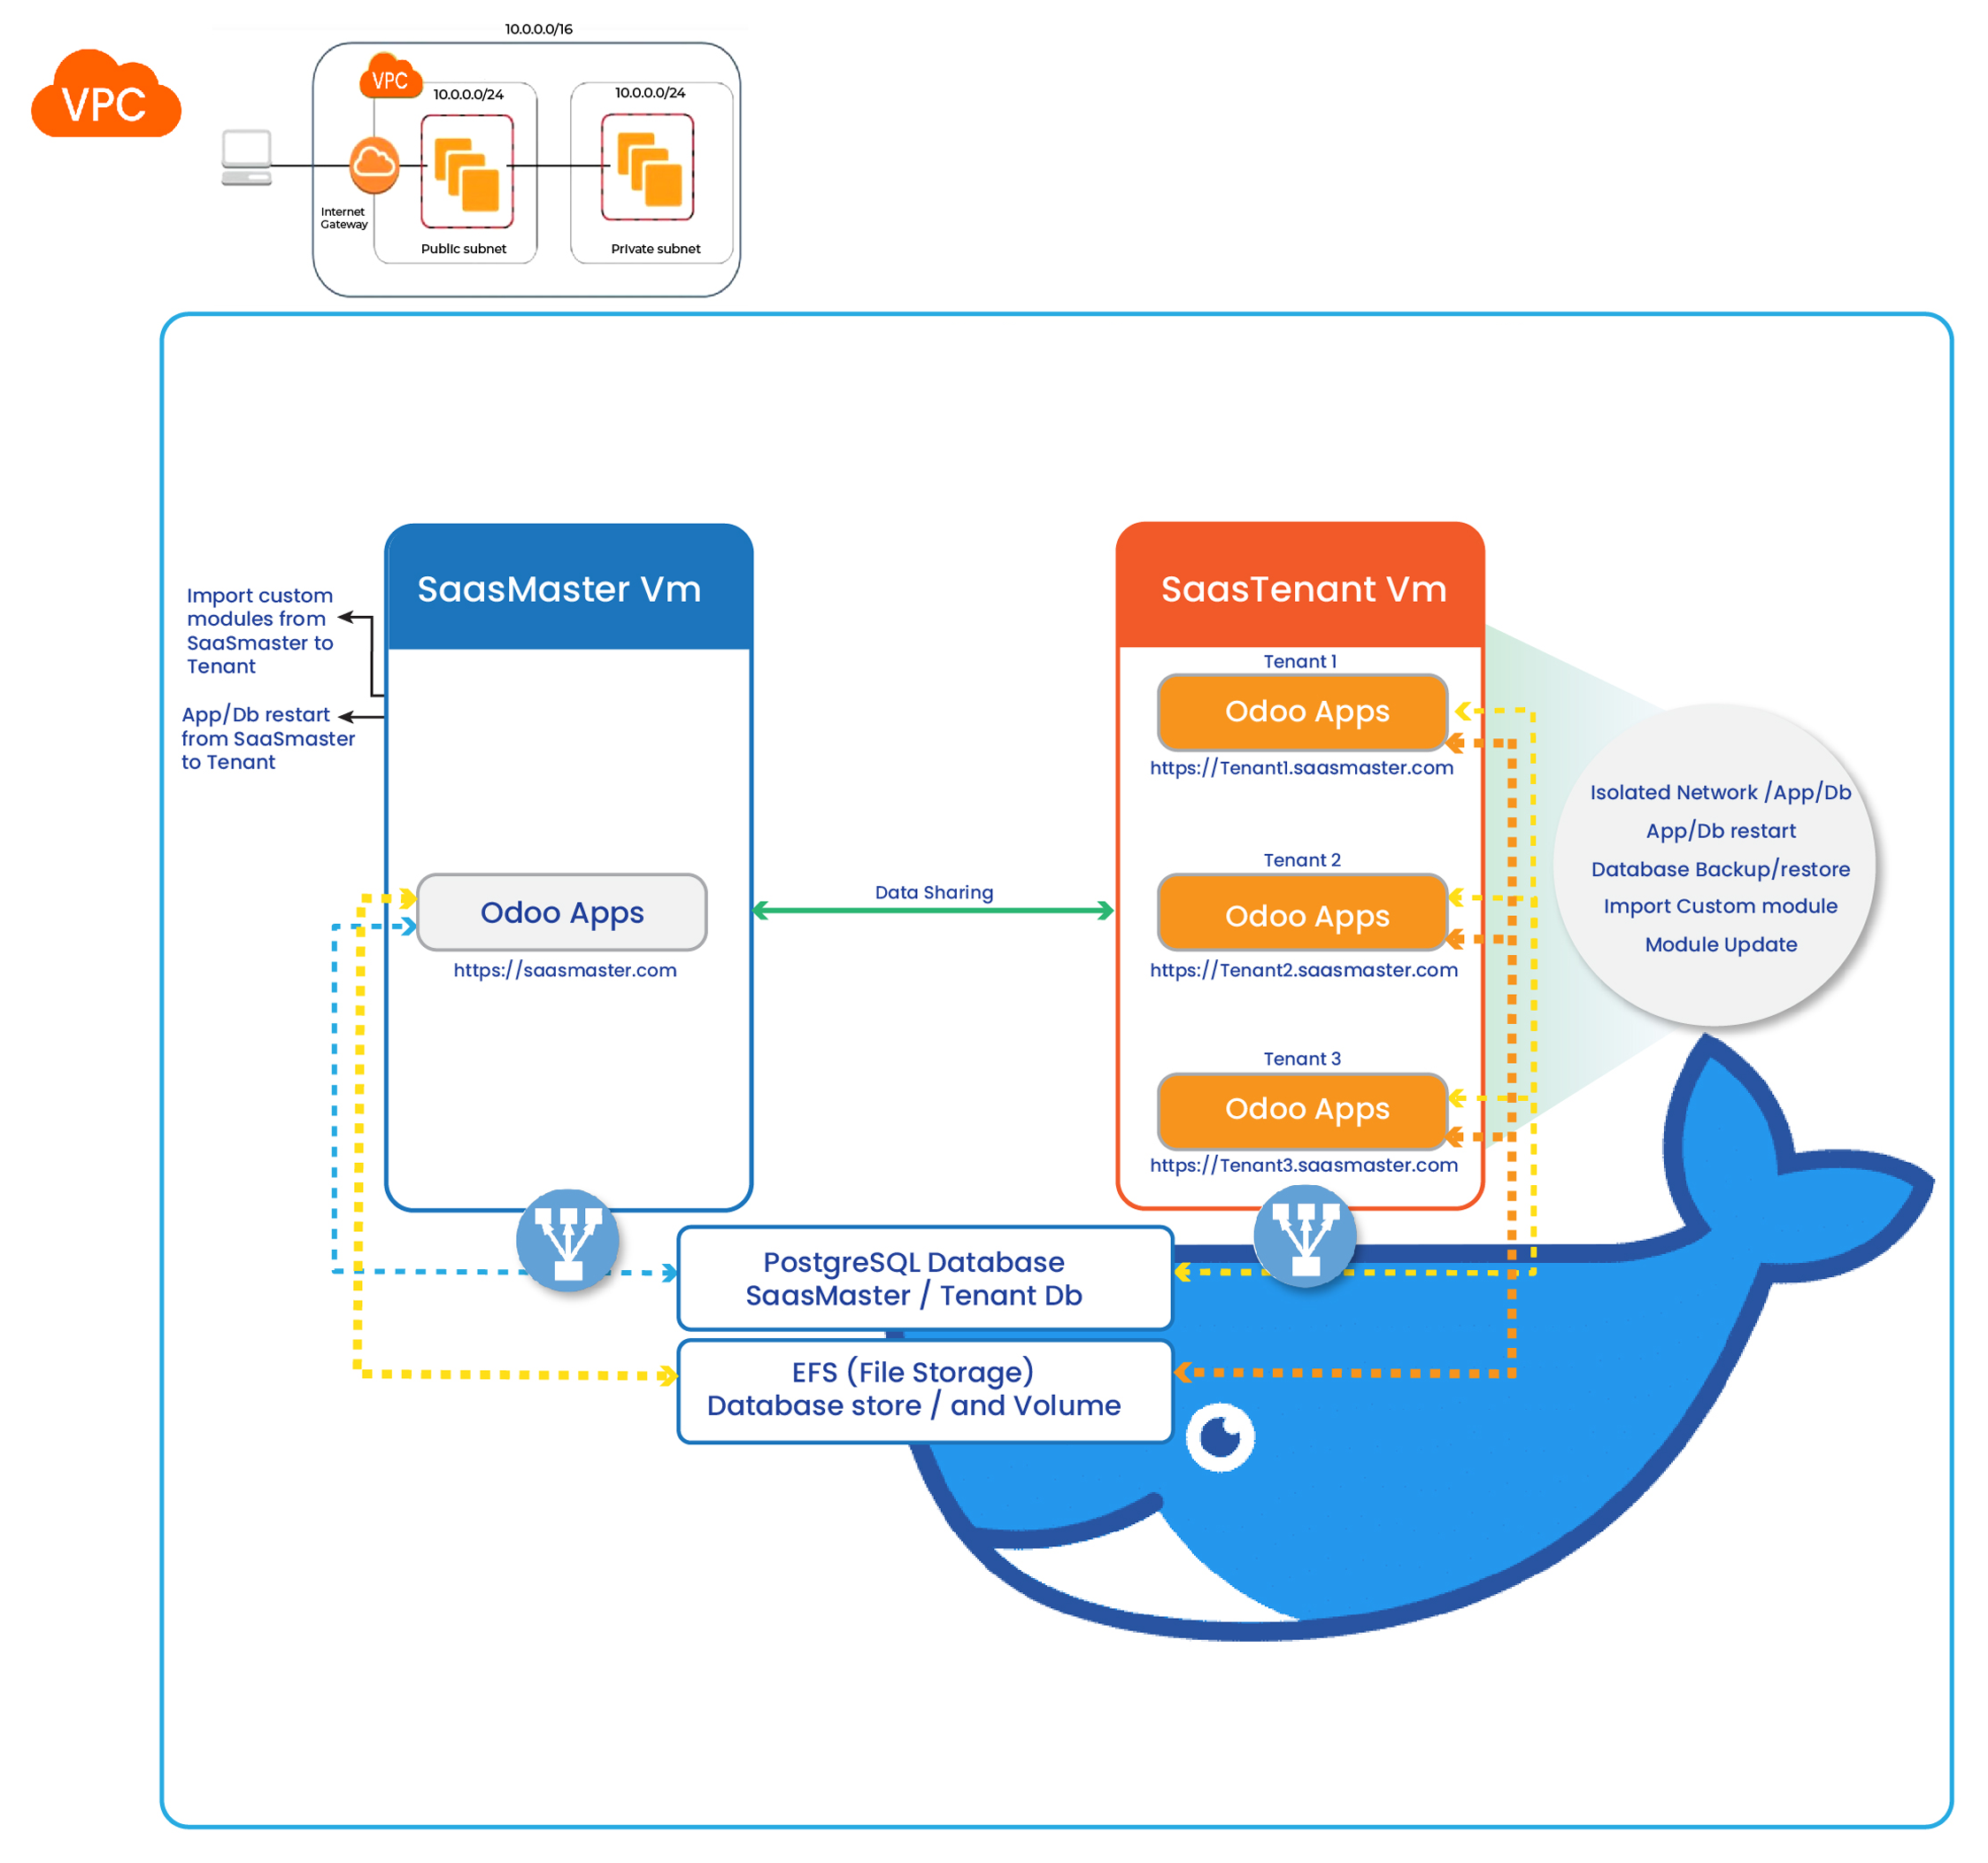 10.0.0.0/16
VPC
VPC
10.0.0.0/24
10.0.0.0/24
Internet
Gateway
Public subnet
Private subnet
SaasMaster Vm
SaasTenant Vm
Import custom
modules from
SaaSmaster to
Tenant
App/Db restart
from SaaSmaster
to Tenant
Odoo Apps
https://saasmaster.com
Data Sharing
Tenant 1
Odoo Apps
https://Tenant1.saasmaster.com
Tenant 2
Odoo Apps
https://Tenant2.saasmaster.com
Tenant 3
Odoo Apps
https://Tenant3.saasmaster.com
Isolated Network /App/Db
App/Db restart
Database Backup/restore
Import Custom module
Module Update
PostgreSQL Database
SaasMaster / Tenant Db
EFS (File Storage)
Database store / and Volume